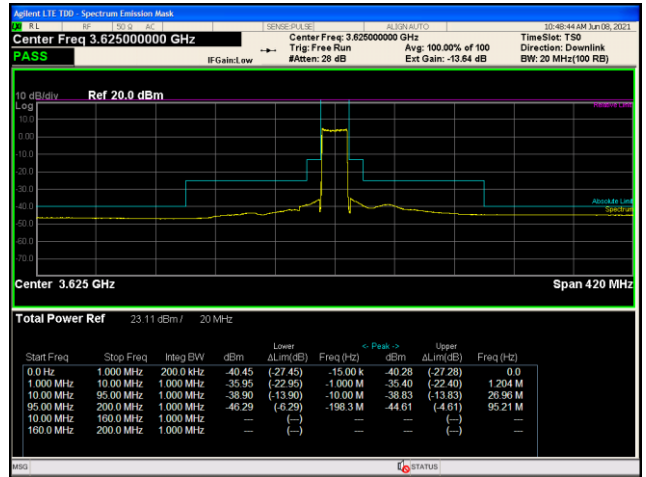 Agilent LTE TDD - Spectrum Emission Mask
RL RF 50 Ω AC SENSE:PULSE ALIGN AUTO 10:48:44 AM Jun 08, 2021
Center Freq 3.625000000 GHz Center Freq: 3.625000000 GHz TimeSlot: TS0
Trig: Free Run Avg: 100.00% of 100 Direction: Downlink
PASS IFGain:Low #Atten: 28 dB Ext Gain: -13.64 dB BW: 20 MHz(100 RB)
10 dB/div Ref 20.0 dBm
Log
Relative Limit
10.0
0.00
-10.0
-20.0
-30.0
-40.0
Absolute Limit
Spectrum
-50.0
-60.0
-70.0
Center 3.625 GHz Span 420 MHz
Total Power Ref 23.11 dBm / 20 MHz
Lower <- Peak -> Upper
Start Freq Stop Freq Integ BW dBm ΔLim(dB) Freq (Hz) dBm ΔLim(dB) Freq (Hz)
0.0 Hz 1.000 MHz 200.0 kHz -40.45 (-27.45) -15.00 k -40.28 (-27.28) 0.0
1.000 MHz 10.00 MHz 1.000 MHz -35.95 (-22.95) -1.000 M -35.40 (-22.40) 1.204 M
10.00 MHz 95.00 MHz 1.000 MHz -38.90 (-13.90) -10.00 M -38.83 (-13.83) 26.96 M
95.00 MHz 200.0 MHz 1.000 MHz -46.29 (-6.29) -198.3 M -44.61 (-4.61) 95.21 M
10.00 MHz 160.0 MHz 1.000 MHz --- (---) --- --- (---) ---
160.0 MHz 200.0 MHz 1.000 MHz --- (---) --- --- (---) ---
MSG STATUS